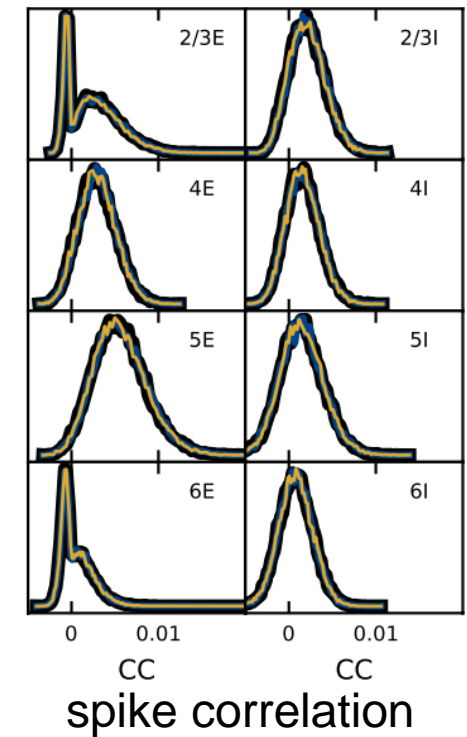 2/3E 2/3I
4E 4I
5E 5I
6E 6I
0 0.01 0 0.01
CC CC
spike correlation